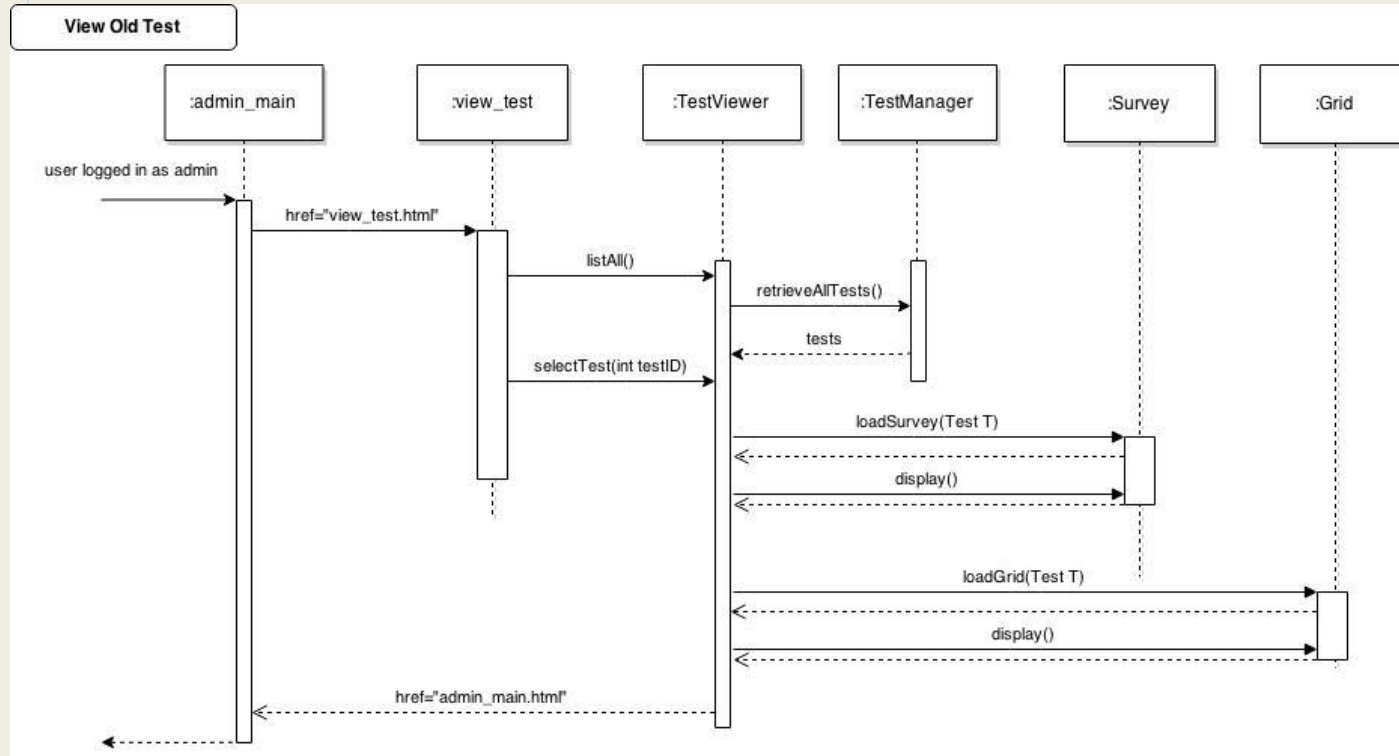 View Old Test
:admin_main
:view_test
:TestViewer
:TestManager
:Survey
:Grid
user logged in as admin
href="view_test.html"
listAll()
retrieveAllTests()
tests
selectTest(int testID)
loadSurvey(Test T)
display()
loadGrid(Test T)
display()
href="admin_main.html"